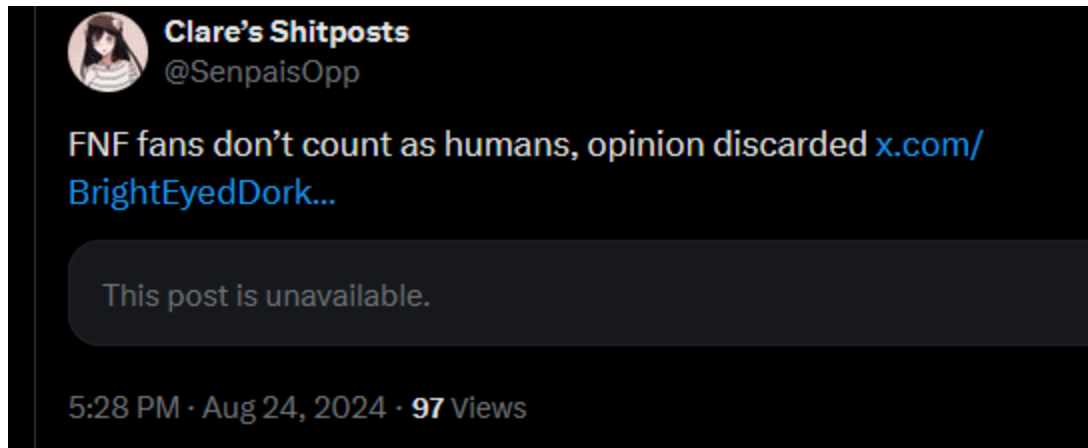 Clare’s Shitposts
@SenpaisOpp
FNF fans don’t count as humans, opinion discarded x.com/
BrightEyedDork…
This post is unavailable.
5:28 PM · Aug 24, 2024 · 97 Views